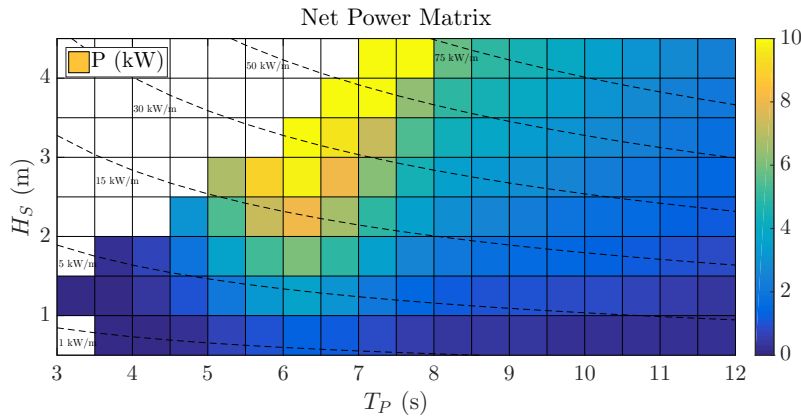 Net Power Matrix
P (kW)
50 kW/m
75 kW/m
30 kW/m
15 kW/m
5 kW/m
1 kW/m
4
3
2
1
H_S (m)
3 4 5 6 7 8 9 10 11 12
T_P (s)
10
8
6
4
2
0